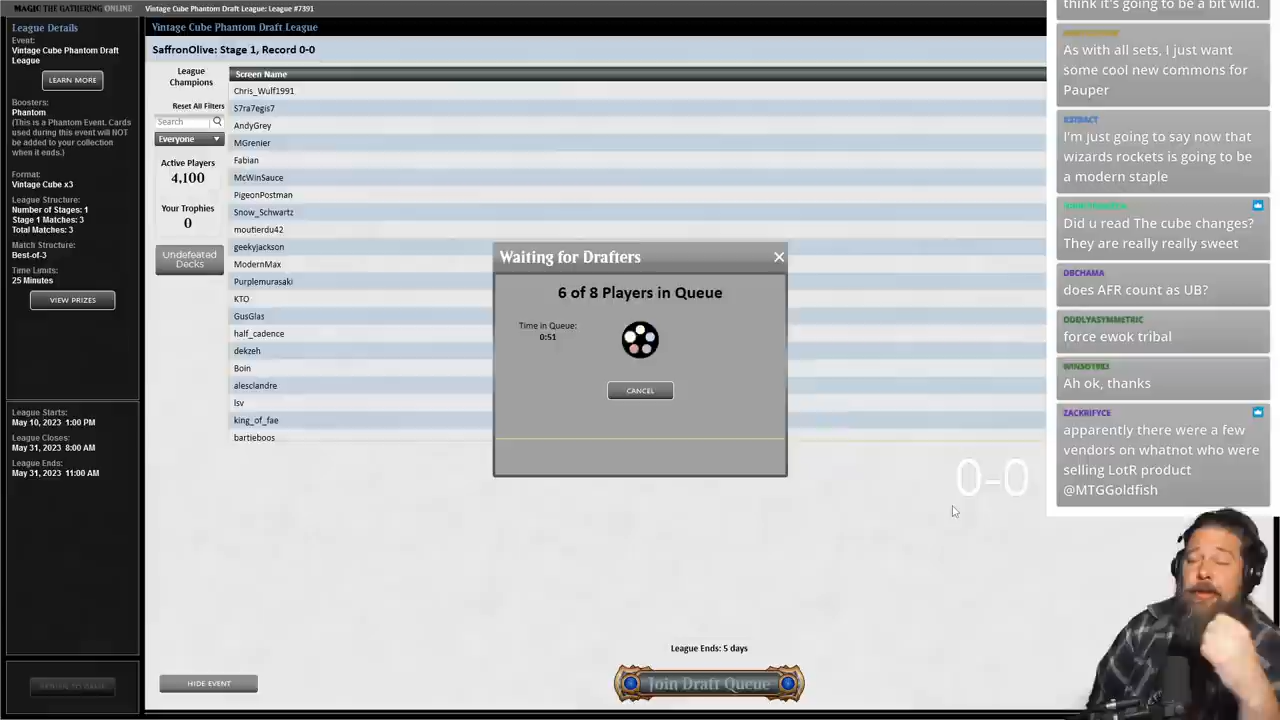 MAGIC THE GATHERING ONLINE
Vintage Cube Phantom Draft League: League #7391
League Details
Event:
Vintage Cube Phantom Draft
League
LEARN MORE
Boosters:
Phantom
(This is a Phantom Event. Cards
used during this event will NOT
be added to your collection
when it ends.)
Format:
Vintage Cube x3
League Structure:
Number of Stages: 1
Stage 1 Matches: 3
Total Matches: 3
Match Structure:
Best-of-3
Time Limits:
25 Minutes
VIEW PRIZES
League Starts:
May 10, 2023 1:00 PM
League Closes:
May 31, 2023 8:00 AM
League Ends:
May 31, 2023 11:00 AM
Vintage Cube Phantom Draft League
SaffronOlive: Stage 1, Record 0-0
League
Champions
Reset All Filters
Search
Everyone
Active Players
4,100
Your Trophies
0
Undefeated
Decks
Screen Name
Chris_Wulf1991
S7ra7egis7
AndyGrey
MGrenier
Fabian
McWinSauce
PigeonPostman
Snow_Schwartz
moutierdu42
geekyjackson
ModernMax
Purplemurasaki
KTO
GusGlas
half_cadence
dekzeh
Boin
alesclandre
lsv
king_of_fae
bartieboos
Waiting for Drafters
6 of 8 Players in Queue
Time in Queue:
0:51
CANCEL
0-0
League Ends: 5 days
HIDE EVENT
Join Draft Queue
think it's going to be a bit wild.
As with all sets, I just want
some cool new commons for
Pauper
I'm just going to say now that
wizards rockets is going to be
a modern staple
Did u read The cube changes?
They are really really sweet
DBCHAMA
does AFR count as UB?
ODDLYASYMMETRIC
force ewok tribal
Ah ok, thanks
ZACKRIFYCE
apparently there were a few
vendors on whatnot who were
selling LotR product
@MTGGoldfish